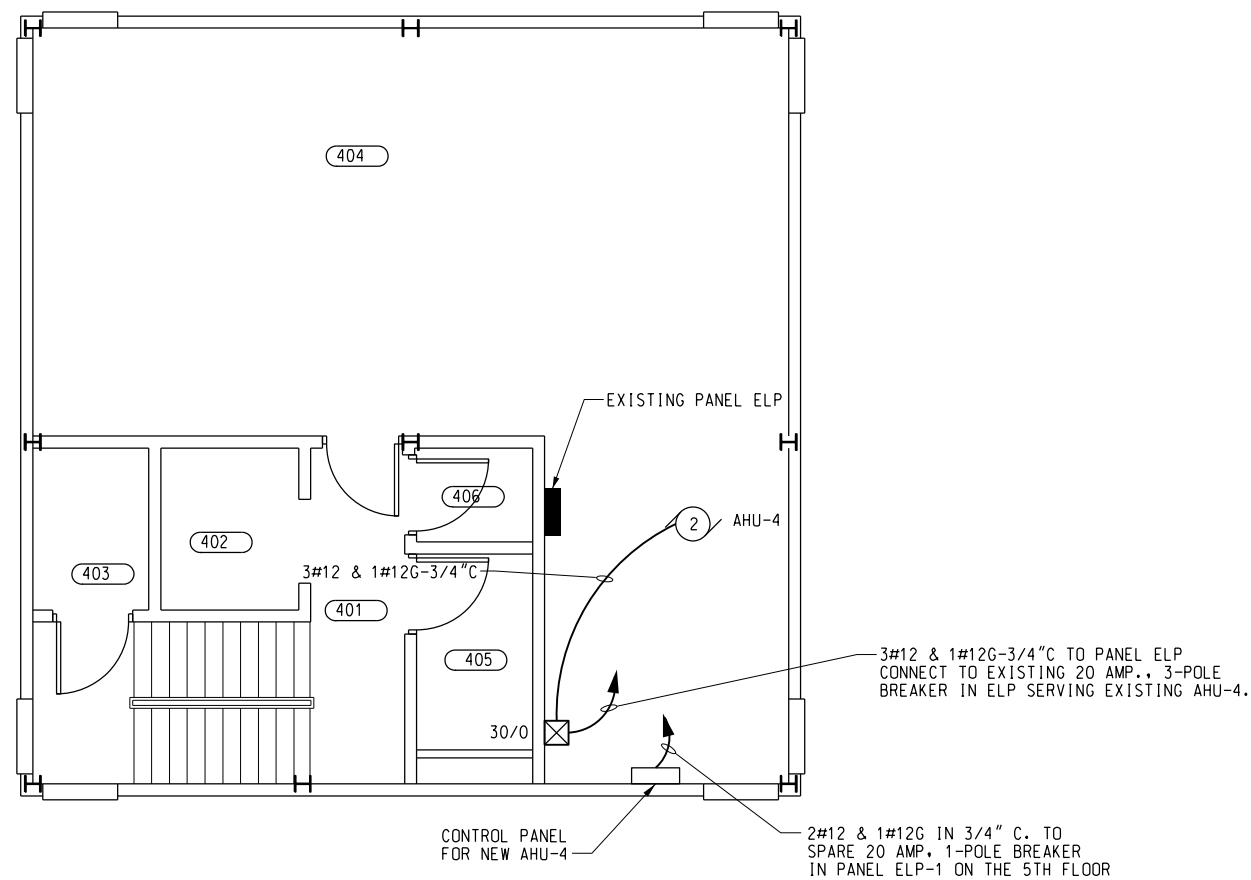 404
EXISTING PANEL ELP
406
2
AHU-4
402
403
3#12 & 1#12G-3/4"C
401
405
3#12 & 1#12G-3/4"C TO PANEL ELP
CONNECT TO EXISTING 20 AMP., 3-POLE
BREAKER IN ELP SERVING EXISTING AHU-4.
30/0
CONTROL PANEL
FOR NEW AHU-4
2#12 & 1#12G IN 3/4" C. TO
SPARE 20 AMP, 1-POLE BREAKER
IN PANEL ELP-1 ON THE 5TH FLOOR